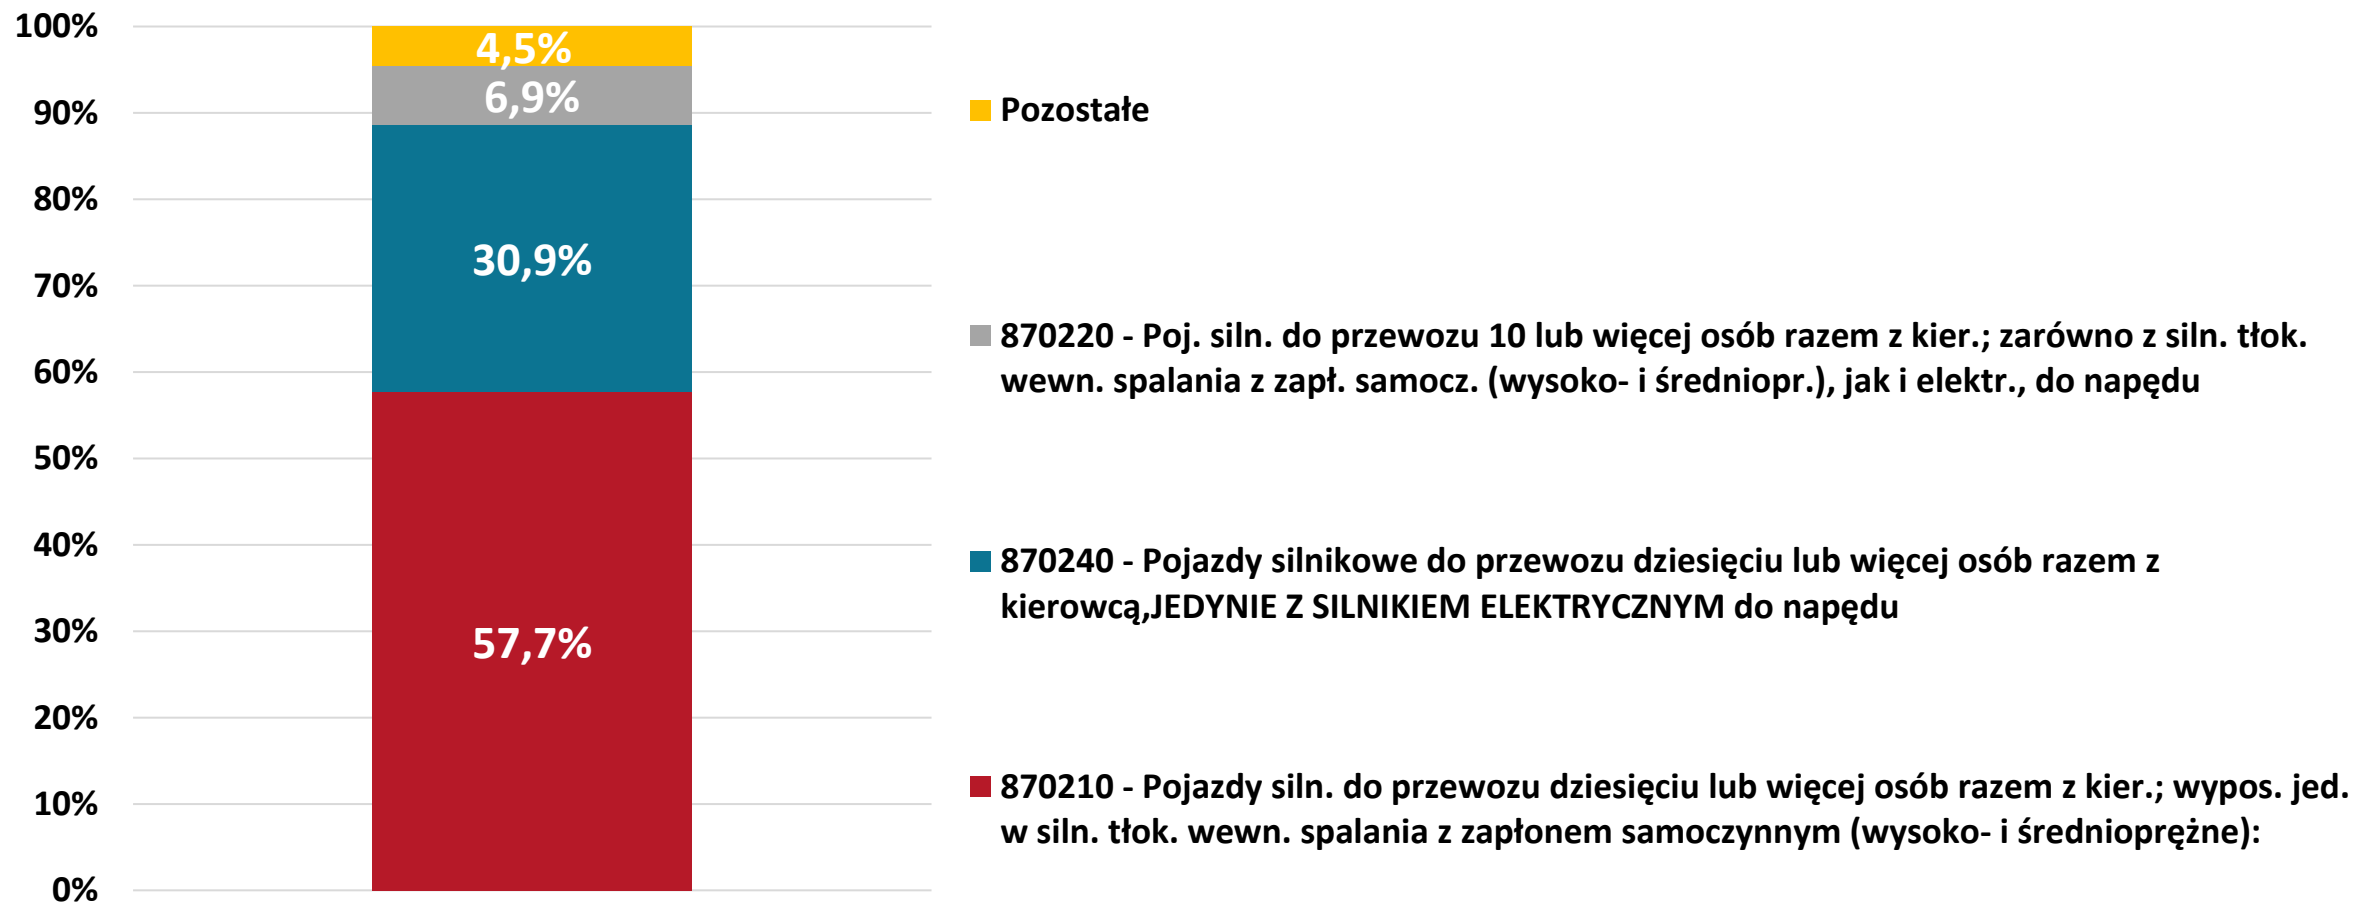 100%
90%
80%
70%
60%
50%
40%
30%
20%
10%
0%
4,5%
6,9%
30,9%
57,7%
Pozostałe
870220 - Poj. siln. do przewozu 10 lub więcej osób razem z kier.; zarówno z siln. tłok.
wewn. spalania z zapł. samocz. (wysoko- i średniopr.), jak i elektr., do napędu
870240 - Pojazdy silnikowe do przewozu dziesięciu lub więcej osób razem z
kierowcą,JEDYNIE Z SILNIKIEM ELEKTRYCZNYM do napędu
870210 - Pojazdy siln. do przewozu dziesięciu lub więcej osób razem z kier.; wypos. jed.
w siln. tłok. wewn. spalania z zapłonem samoczynnym (wysoko- i średnioprężne):